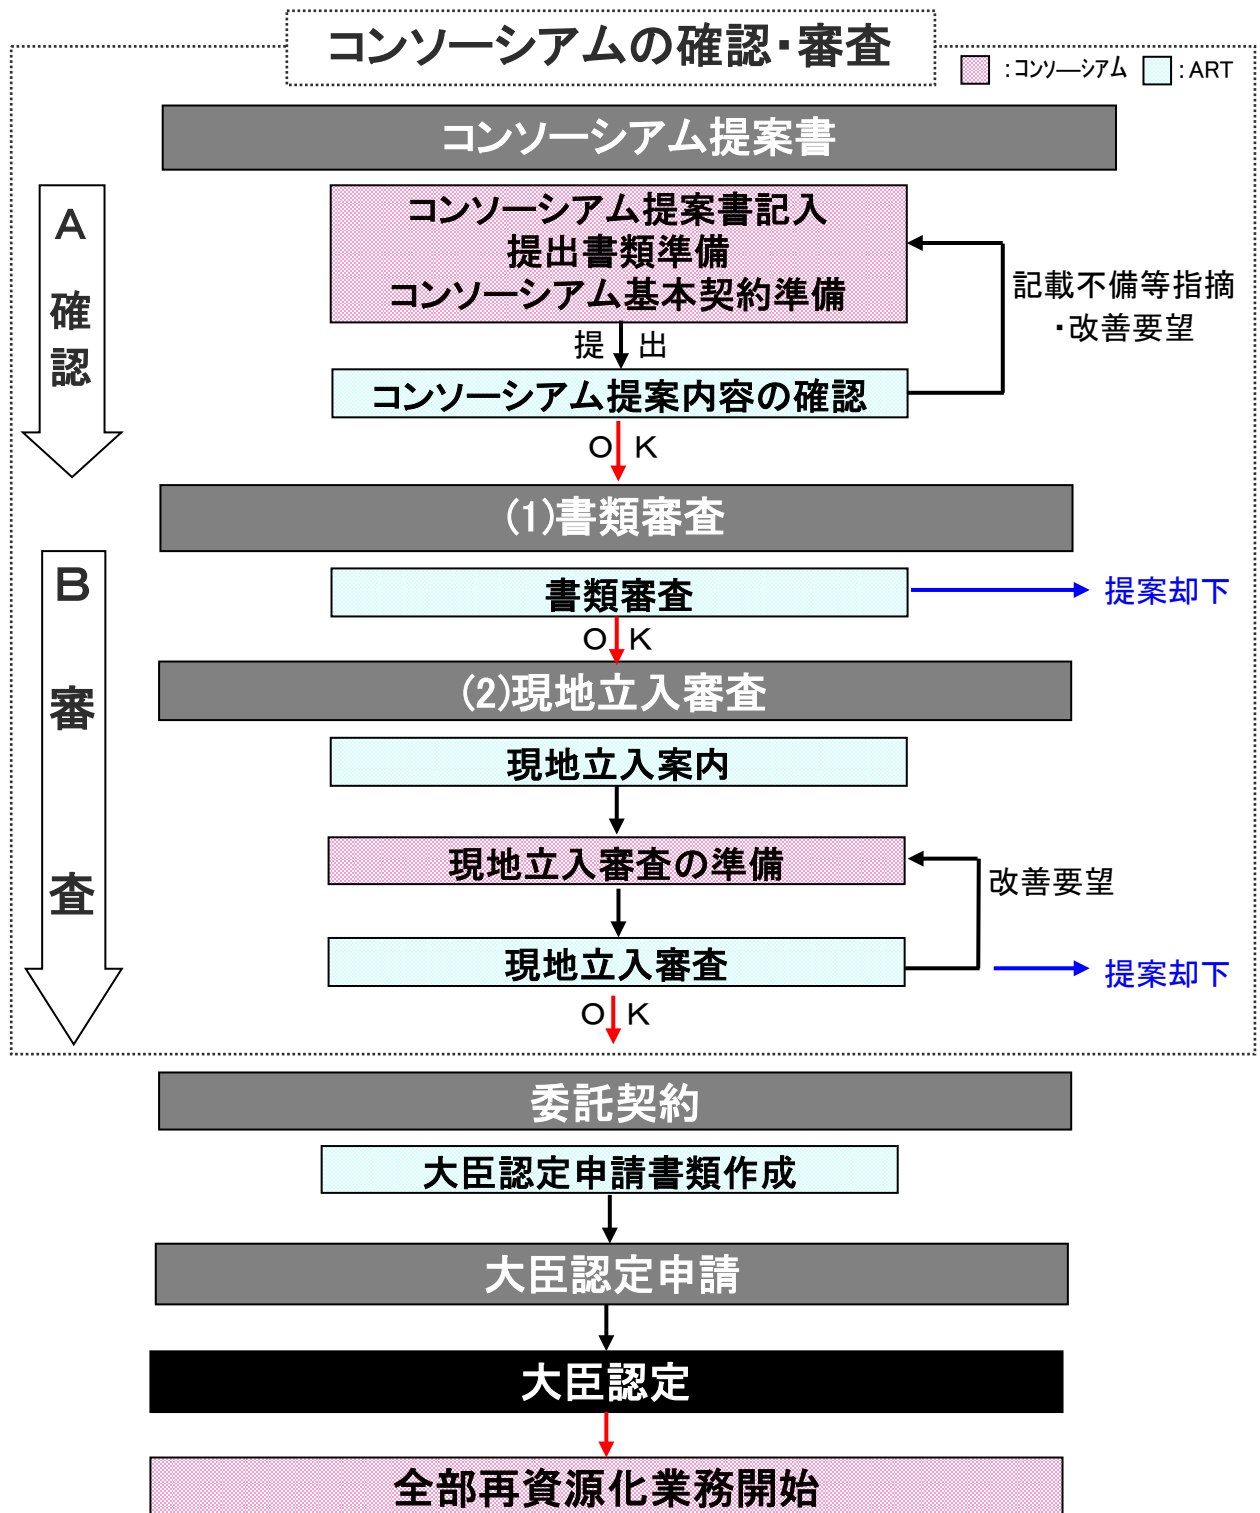 コンソーシアムの確認・審査
：コンソーシアム ：ART
コンソーシアム提案書
A
確
認
コンソーシアム提案書記入
提出書類準備
コンソーシアム基本契約準備
記載不備等指摘
・改善要望
提 出
コンソーシアム提案内容の確認
O K
(1)書類審査
B
審
査
書類審査
提案却下
O K
(2)現地立入審査
現地立入案内
現地立入審査の準備
改善要望
現地立入審査
提案却下
O K
委託契約
大臣認定申請書類作成
大臣認定申請
大臣認定
全部再資源化業務開始